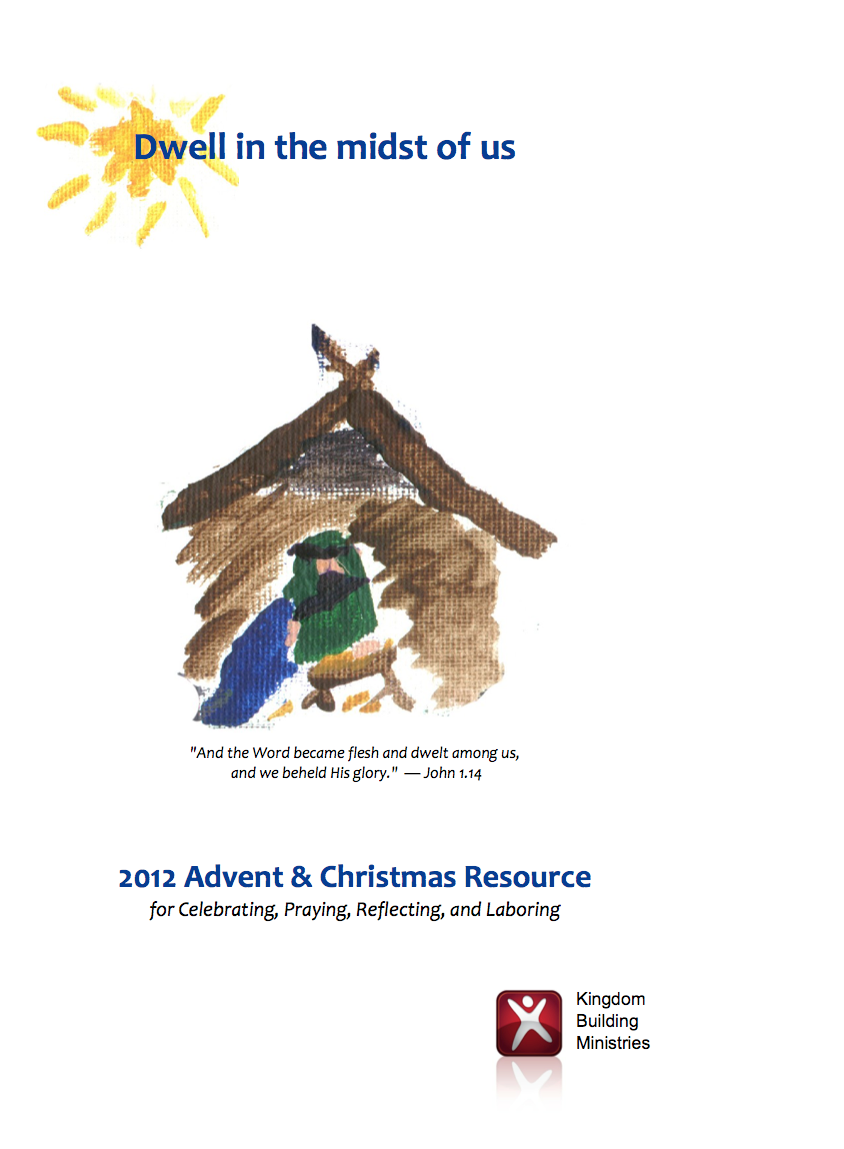 Dwell in the midst of us
"And the Word became flesh and dwelt among us,
and we beheld His glory."  — John 1.14
2012 Advent & Christmas Resource
for Celebrating, Praying, Reflecting, and Laboring
Kingdom
Building
Ministries